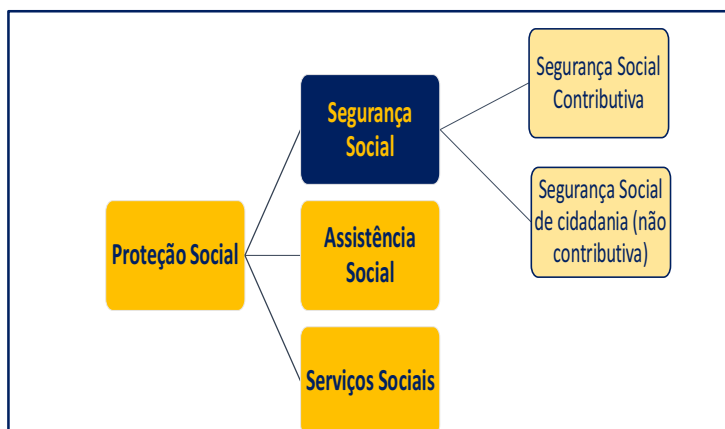 Proteção Social
Segurança
Social
Assistência
Social
Serviços Sociais
Segurança Social
Contributiva
Segurança Social
de cidadania (não
contributiva)